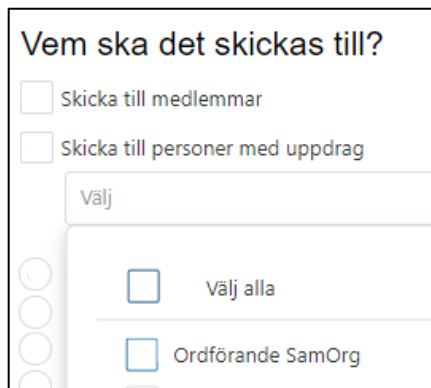 Vem ska det skickas till?
Skicka till medlemmar
Skicka till personer med uppdrag
Välj
Välj alla
Ordförande SamOrg